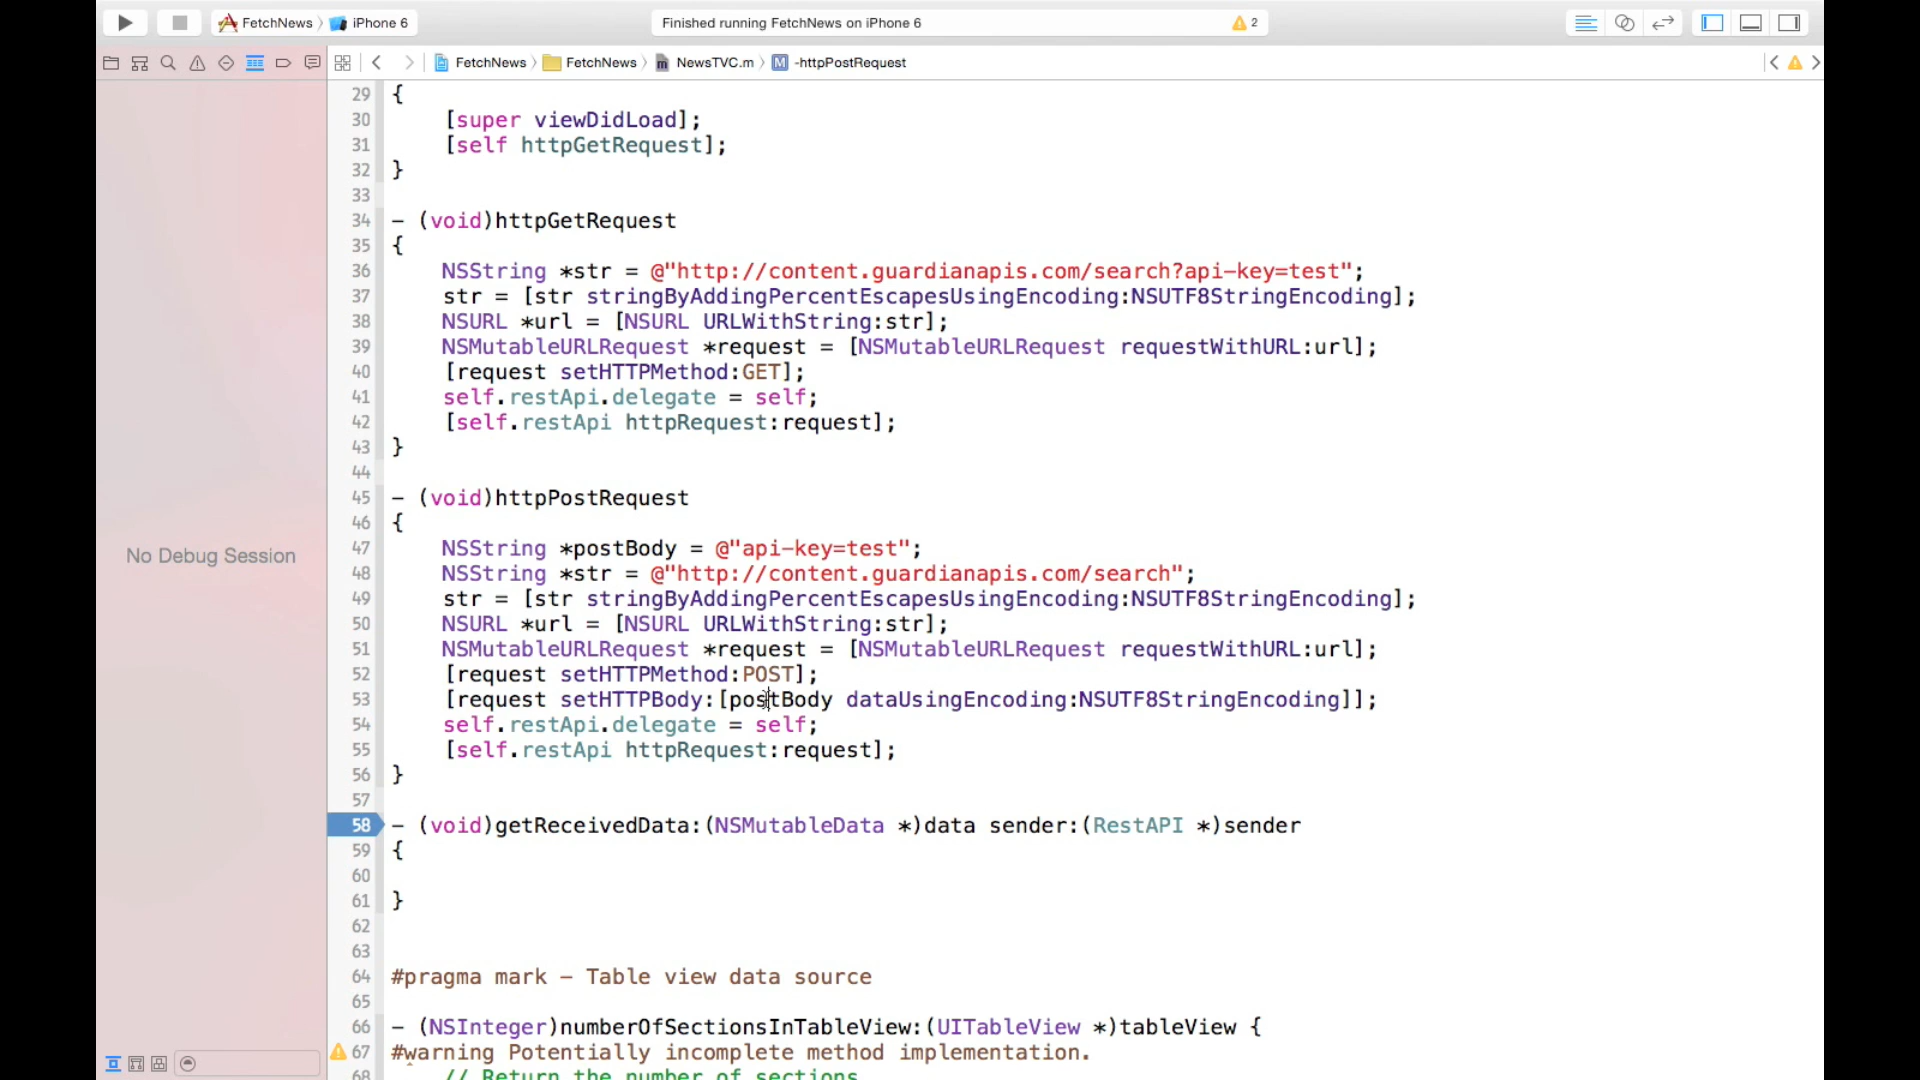 FetchNews 〉 iPhone 6
Finished running FetchNews on iPhone 6
2
FetchNews 〉 FetchNews 〉 NewsTVC.m 〉 M -httpPostRequest
No Debug Session
29 {
30     [super viewDidLoad];
31     [self httpGetRequest];
32 }
33
34 - (void)httpGetRequest
35 {
36     NSString *str = @"http://content.guardianapis.com/search?api-key=test";
37     str = [str stringByAddingPercentEscapesUsingEncoding:NSUTF8StringEncoding];
38     NSURL *url = [NSURL URLWithString:str];
39     NSMutableURLRequest *request = [NSMutableURLRequest requestWithURL:url];
40     [request setHTTPMethod:GET];
41     self.restApi.delegate = self;
42     [self.restApi httpRequest:request];
43 }
44
45 - (void)httpPostRequest
46 {
47     NSString *postBody = @"api-key=test";
48     NSString *str = @"http://content.guardianapis.com/search";
49     str = [str stringByAddingPercentEscapesUsingEncoding:NSUTF8StringEncoding];
50     NSURL *url = [NSURL URLWithString:str];
51     NSMutableURLRequest *request = [NSMutableURLRequest requestWithURL:url];
52     [request setHTTPMethod:POST];
53     [request setHTTPBody:[postBody dataUsingEncoding:NSUTF8StringEncoding]];
54     self.restApi.delegate = self;
55     [self.restApi httpRequest:request];
56 }
57
58 - (void)getReceivedData:(NSMutableData *)data sender:(RestAPI *)sender
59 {
60
61 }
62
63
64 #pragma mark - Table view data source
65
66 - (NSInteger)numberOfSectionsInTableView:(UITableView *)tableView {
67 #warning Potentially incomplete method implementation.
68     // Return the number of sections